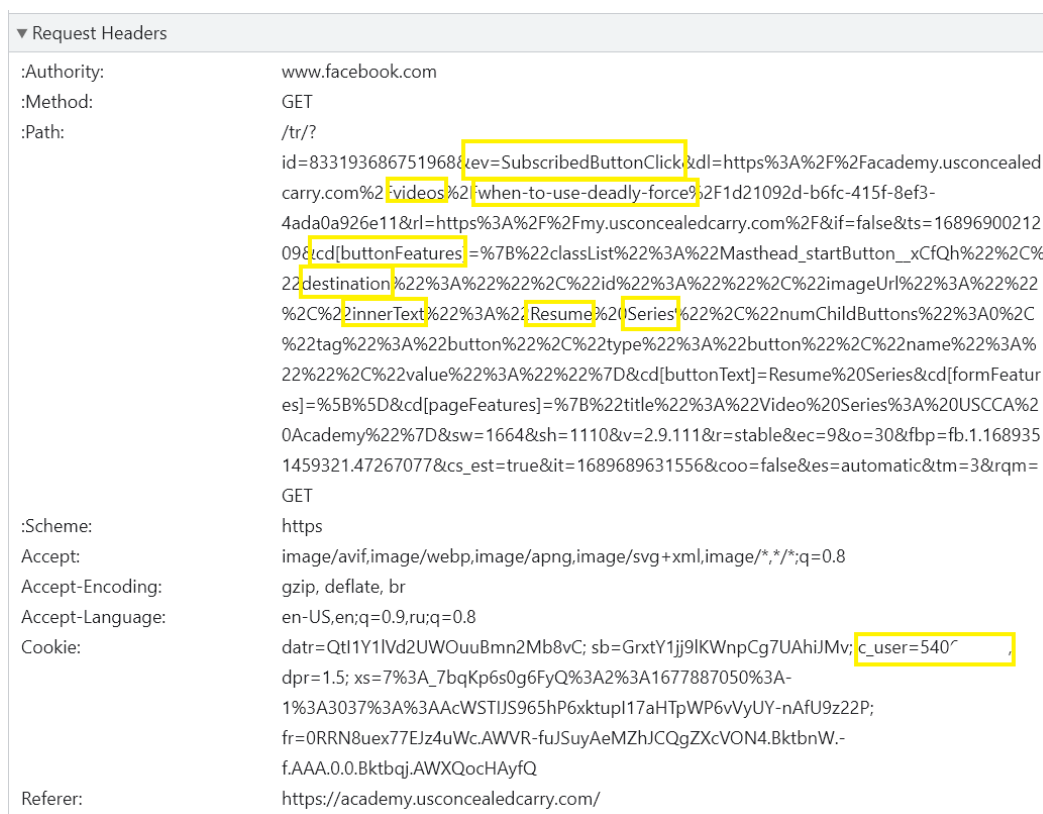 ▼ Request Headers
:Authority: www.facebook.com
:Method: GET
:Path: /tr/?
id=833193686751968&ev=SubscribedButtonClick&dl=https%3A%2F%2Facademy.usconcealed
carry.com%2Fvideos%2Fwhen-to-use-deadly-force%2F1d21092d-b6fc-415f-8ef3-
4ada0a926e11&rl=https%3A%2F%2Fmy.usconcealedcarry.com%2F&if=false&ts=16896900212
09&cd[buttonFeatures]=%7B%22classList%22%3A%22Masthead_startButton__xCfQh%22%2C%
22destination%22%3A%22%22%2C%22id%22%3A%22%22%2C%22imageUrl%22%3A%22%22
%2C%22innerText%22%3A%22Resume%20Series%22%2C%22numChildButtons%22%3A0%2C
%22tag%22%3A%22button%22%2C%22type%22%3A%22button%22%2C%22name%22%3A%
22%22%2C%22value%22%3A%22%22%7D&cd[buttonText]=Resume%20Series&cd[formFeatur
es]=%5B%5D&cd[pageFeatures]=%7B%22title%22%3A%22Video%20Series%3A%20USCCA%2
0Academy%22%7D&sw=1664&sh=1110&v=2.9.111&r=stable&ec=9&o=30&fbp=fb.1.168935
1459321.47267077&cs_est=true&it=1689689631556&coo=false&es=automatic&tm=3&rqm=
GET
:Scheme: https
Accept: image/avif,image/webp,image/apng,image/svg+xml,image/*,*/*;q=0.8
Accept-Encoding: gzip, deflate, br
Accept-Language: en-US,en;q=0.9,ru;q=0.8
Cookie: datr=QtI1Y1lVd2UWOuuBmn2Mb8vC; sb=GrxtY1jj9lKWnpCg7UAhiJMv; c_user=540
dpr=1.5; xs=7%3A_7bqKp6s0g6FyQ%3A2%3A1677887050%3A-
1%3A3037%3A%3AAcWSTIJS965hP6xktupI17aHTpWP6vVyUY-nAfU9z22P;
fr=0RRN8uex77EJz4uWc.AWVR-fuJSuyAeMZhJCQgZXcVON4.BktbnW.-
f.AAA.0.0.Bktbqj.AWXQocHAyfQ
Referer: https://academy.usconcealedcarry.com/